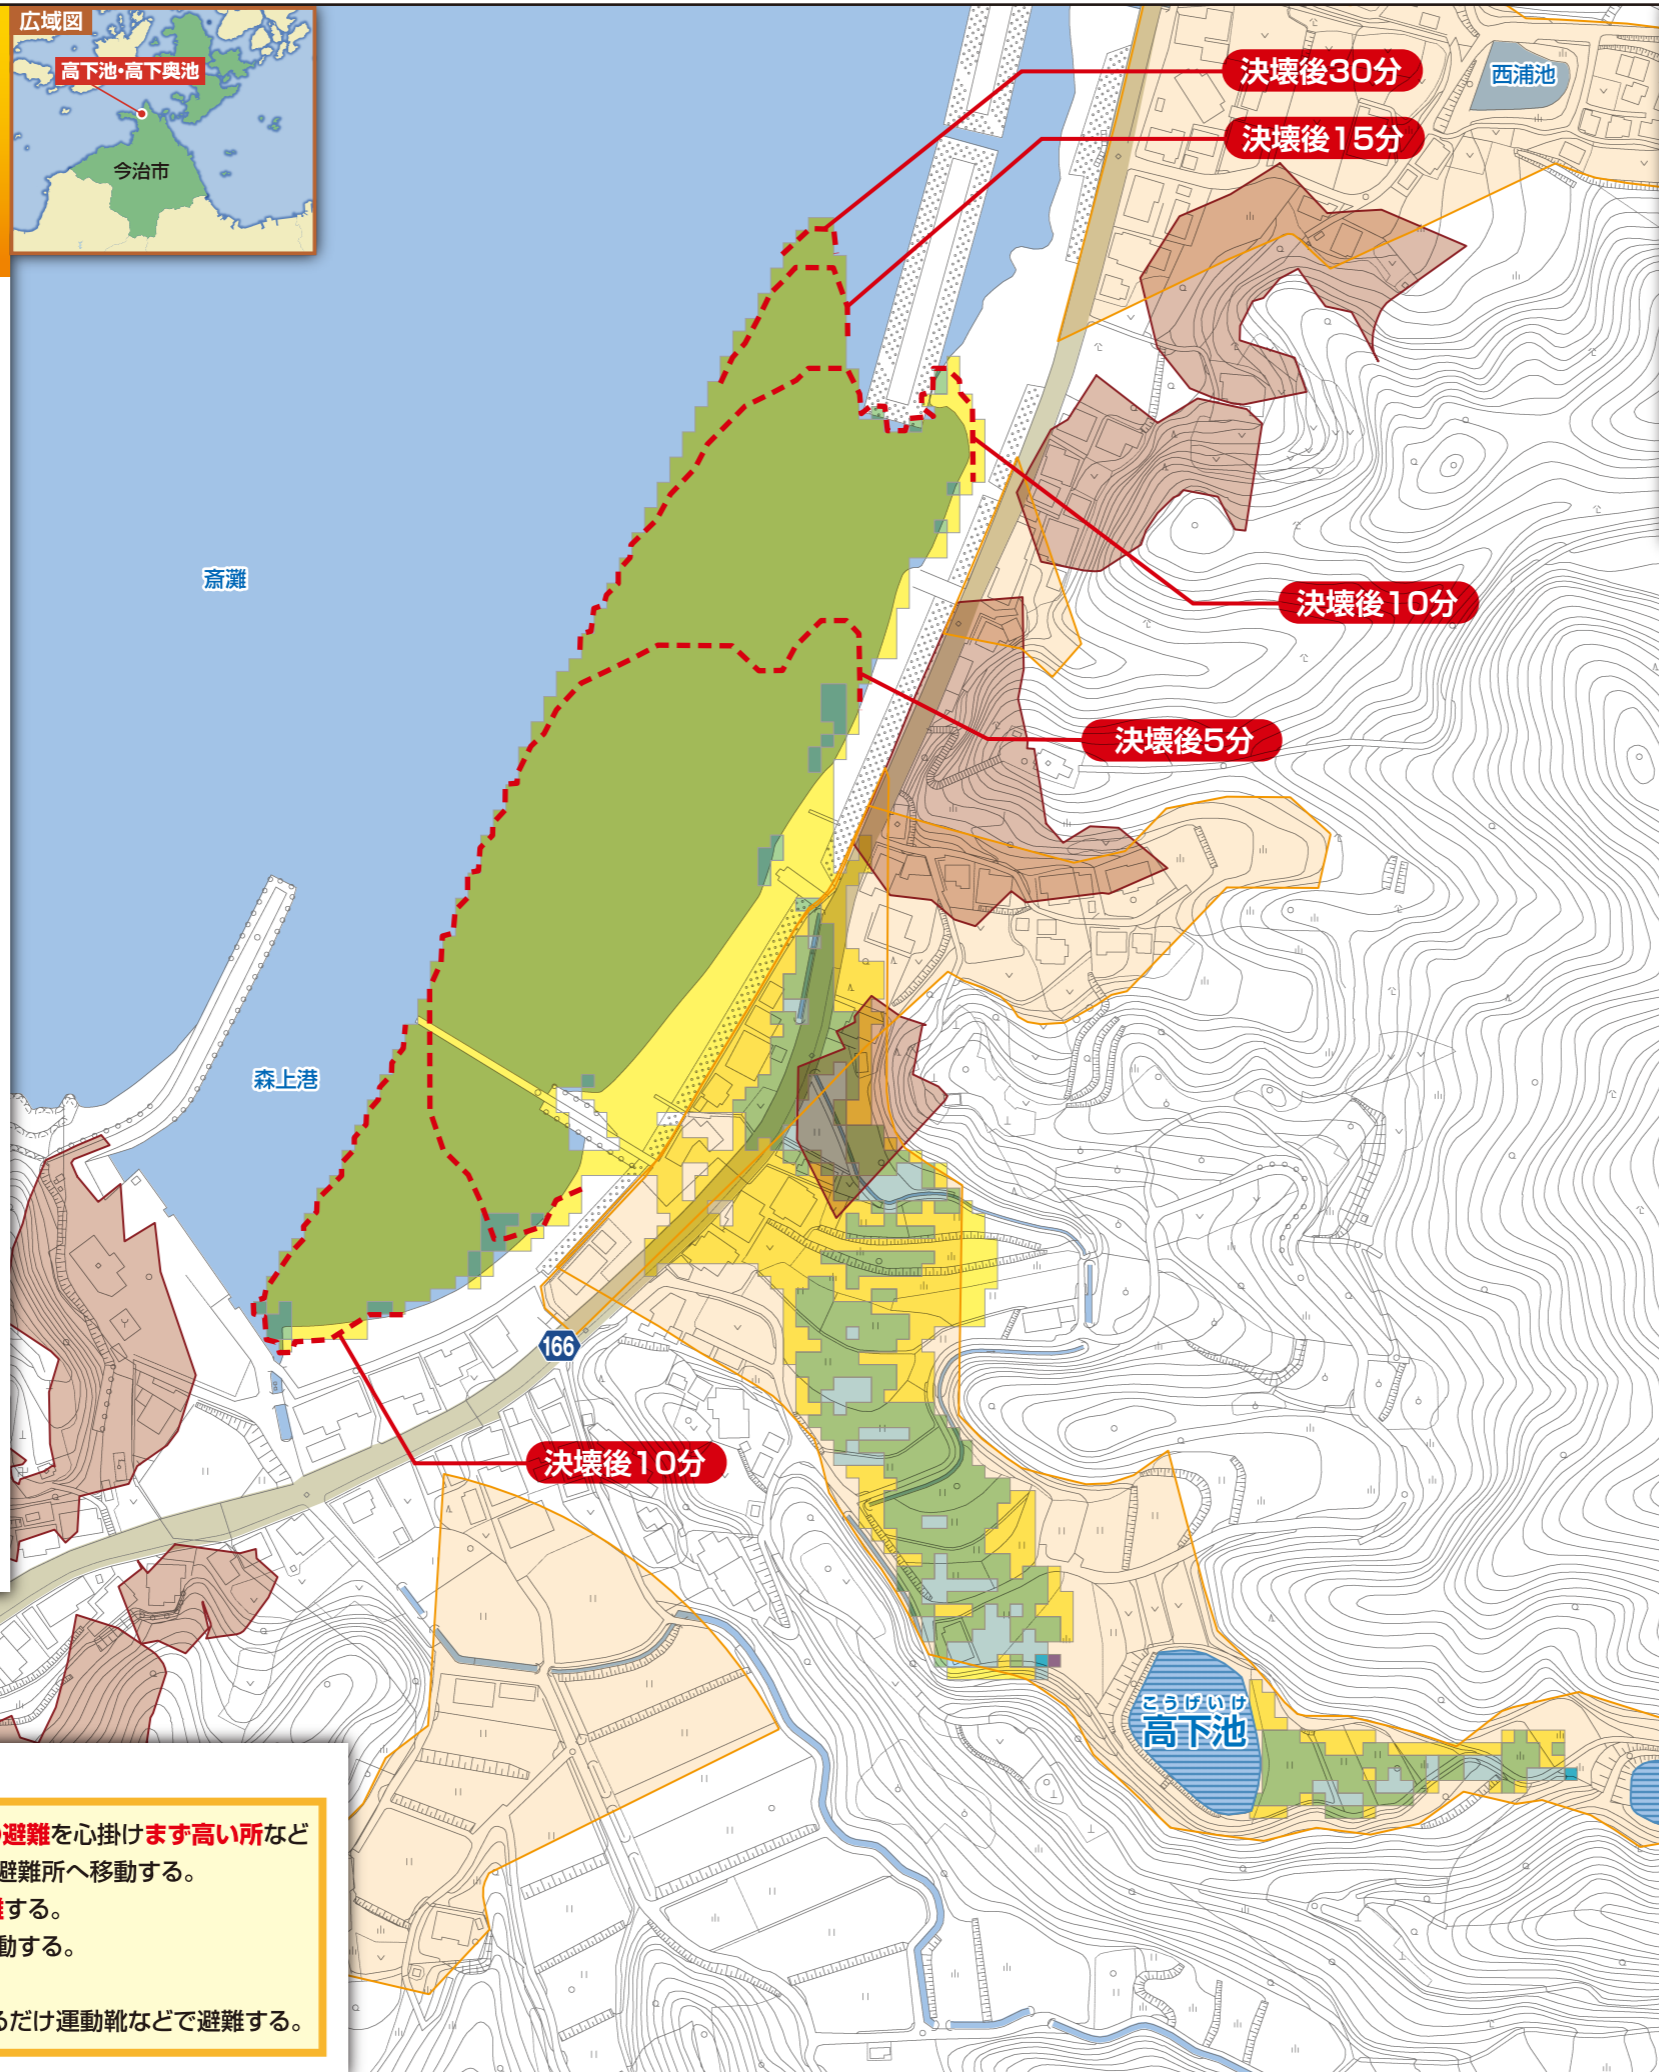 広域図
高下池・高下奥池
今治市
決壊後30分
西浦池
決壊後15分
斎灘
決壊後10分
決壊後5分
森上港
166
決壊後10分
こうげいけ
高下池
避難を心掛けまず高い所など
避難所へ移動する。
する。
動する。
るだけ運動靴などで避難する。